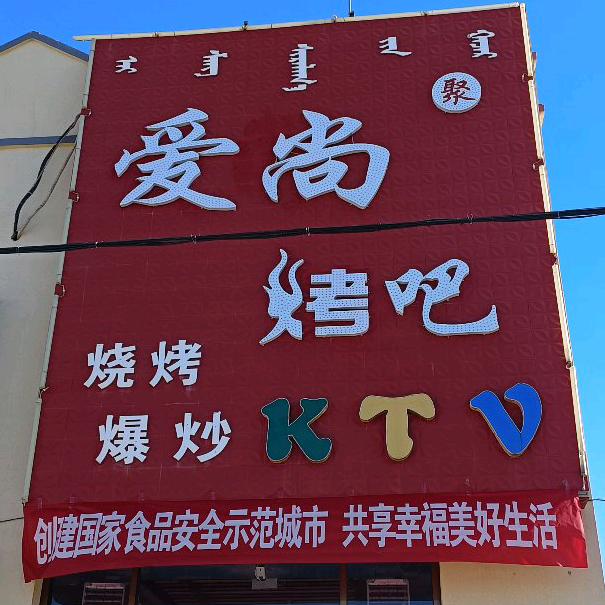 聚
爱尚
烤吧
烧烤
爆炒 KTV
创建国家食品安全示范城市 共享幸福美好生活